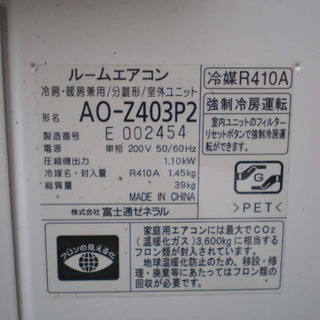 ルームエアコン
冷房・暖房兼用/分離形/室外ユニット
形名 AO-Z403P2
製造番号 E 002454
電源 単相 200V 50/60Hz
圧縮機出力 1.10kW
冷媒名・封入量 R410A 1.45kg
総質量 39kg
MADE IN CHINA
株式会社 富士通ゼネラル
冷媒R410A
強制冷房運転
室内ユニットのフィルター
リセットボタンで強制冷房運転
ができます。
G
>PET<
フロンの見える化
家庭用エアコンには最大でCO2
(温暖化ガス) 3,600kgに相当する
フロン類が封入されています。
地球温暖化防止のため、移設・修
理・廃棄等にあたってはフロン類の
回収が必要です。